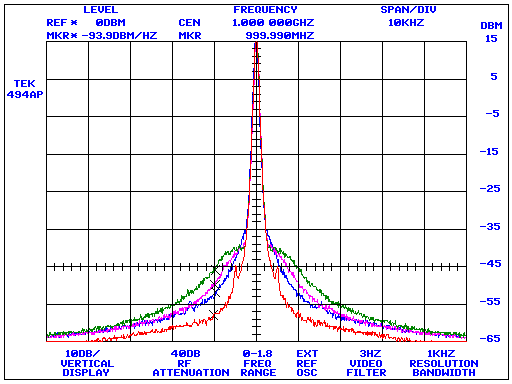 LEVEL FREQUENCY SPAN/DIV
REF* 0DBM CEN 1.000 000GHZ 10KHZ
MKR* -93.9DBM/HZ MKR 999.990MHZ
DBM
15
TEK
494AP
5
-5
-15
-25
-35
-45
-55
-65
10DB/ 40DB 0-1.8 EXT 3HZ 1KHZ
VERTICAL RF FREQ REF VIDEO RESOLUTION
DISPLAY ATTENUATION RANGE OSC FILTER BANDWIDTH